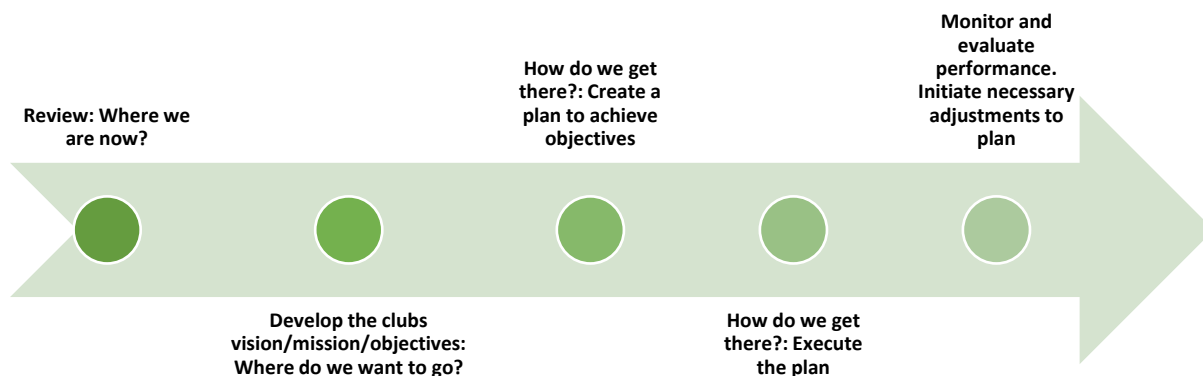 Review: Where we
are now?
Develop the clubs
vision/mission/objectives:
Where do we want to go?
How do we get
there?: Create a
plan to achieve
objectives
How do we get
there?: Execute
the plan
Monitor and
evaluate
performance.
Initiate necessary
adjustments to
plan